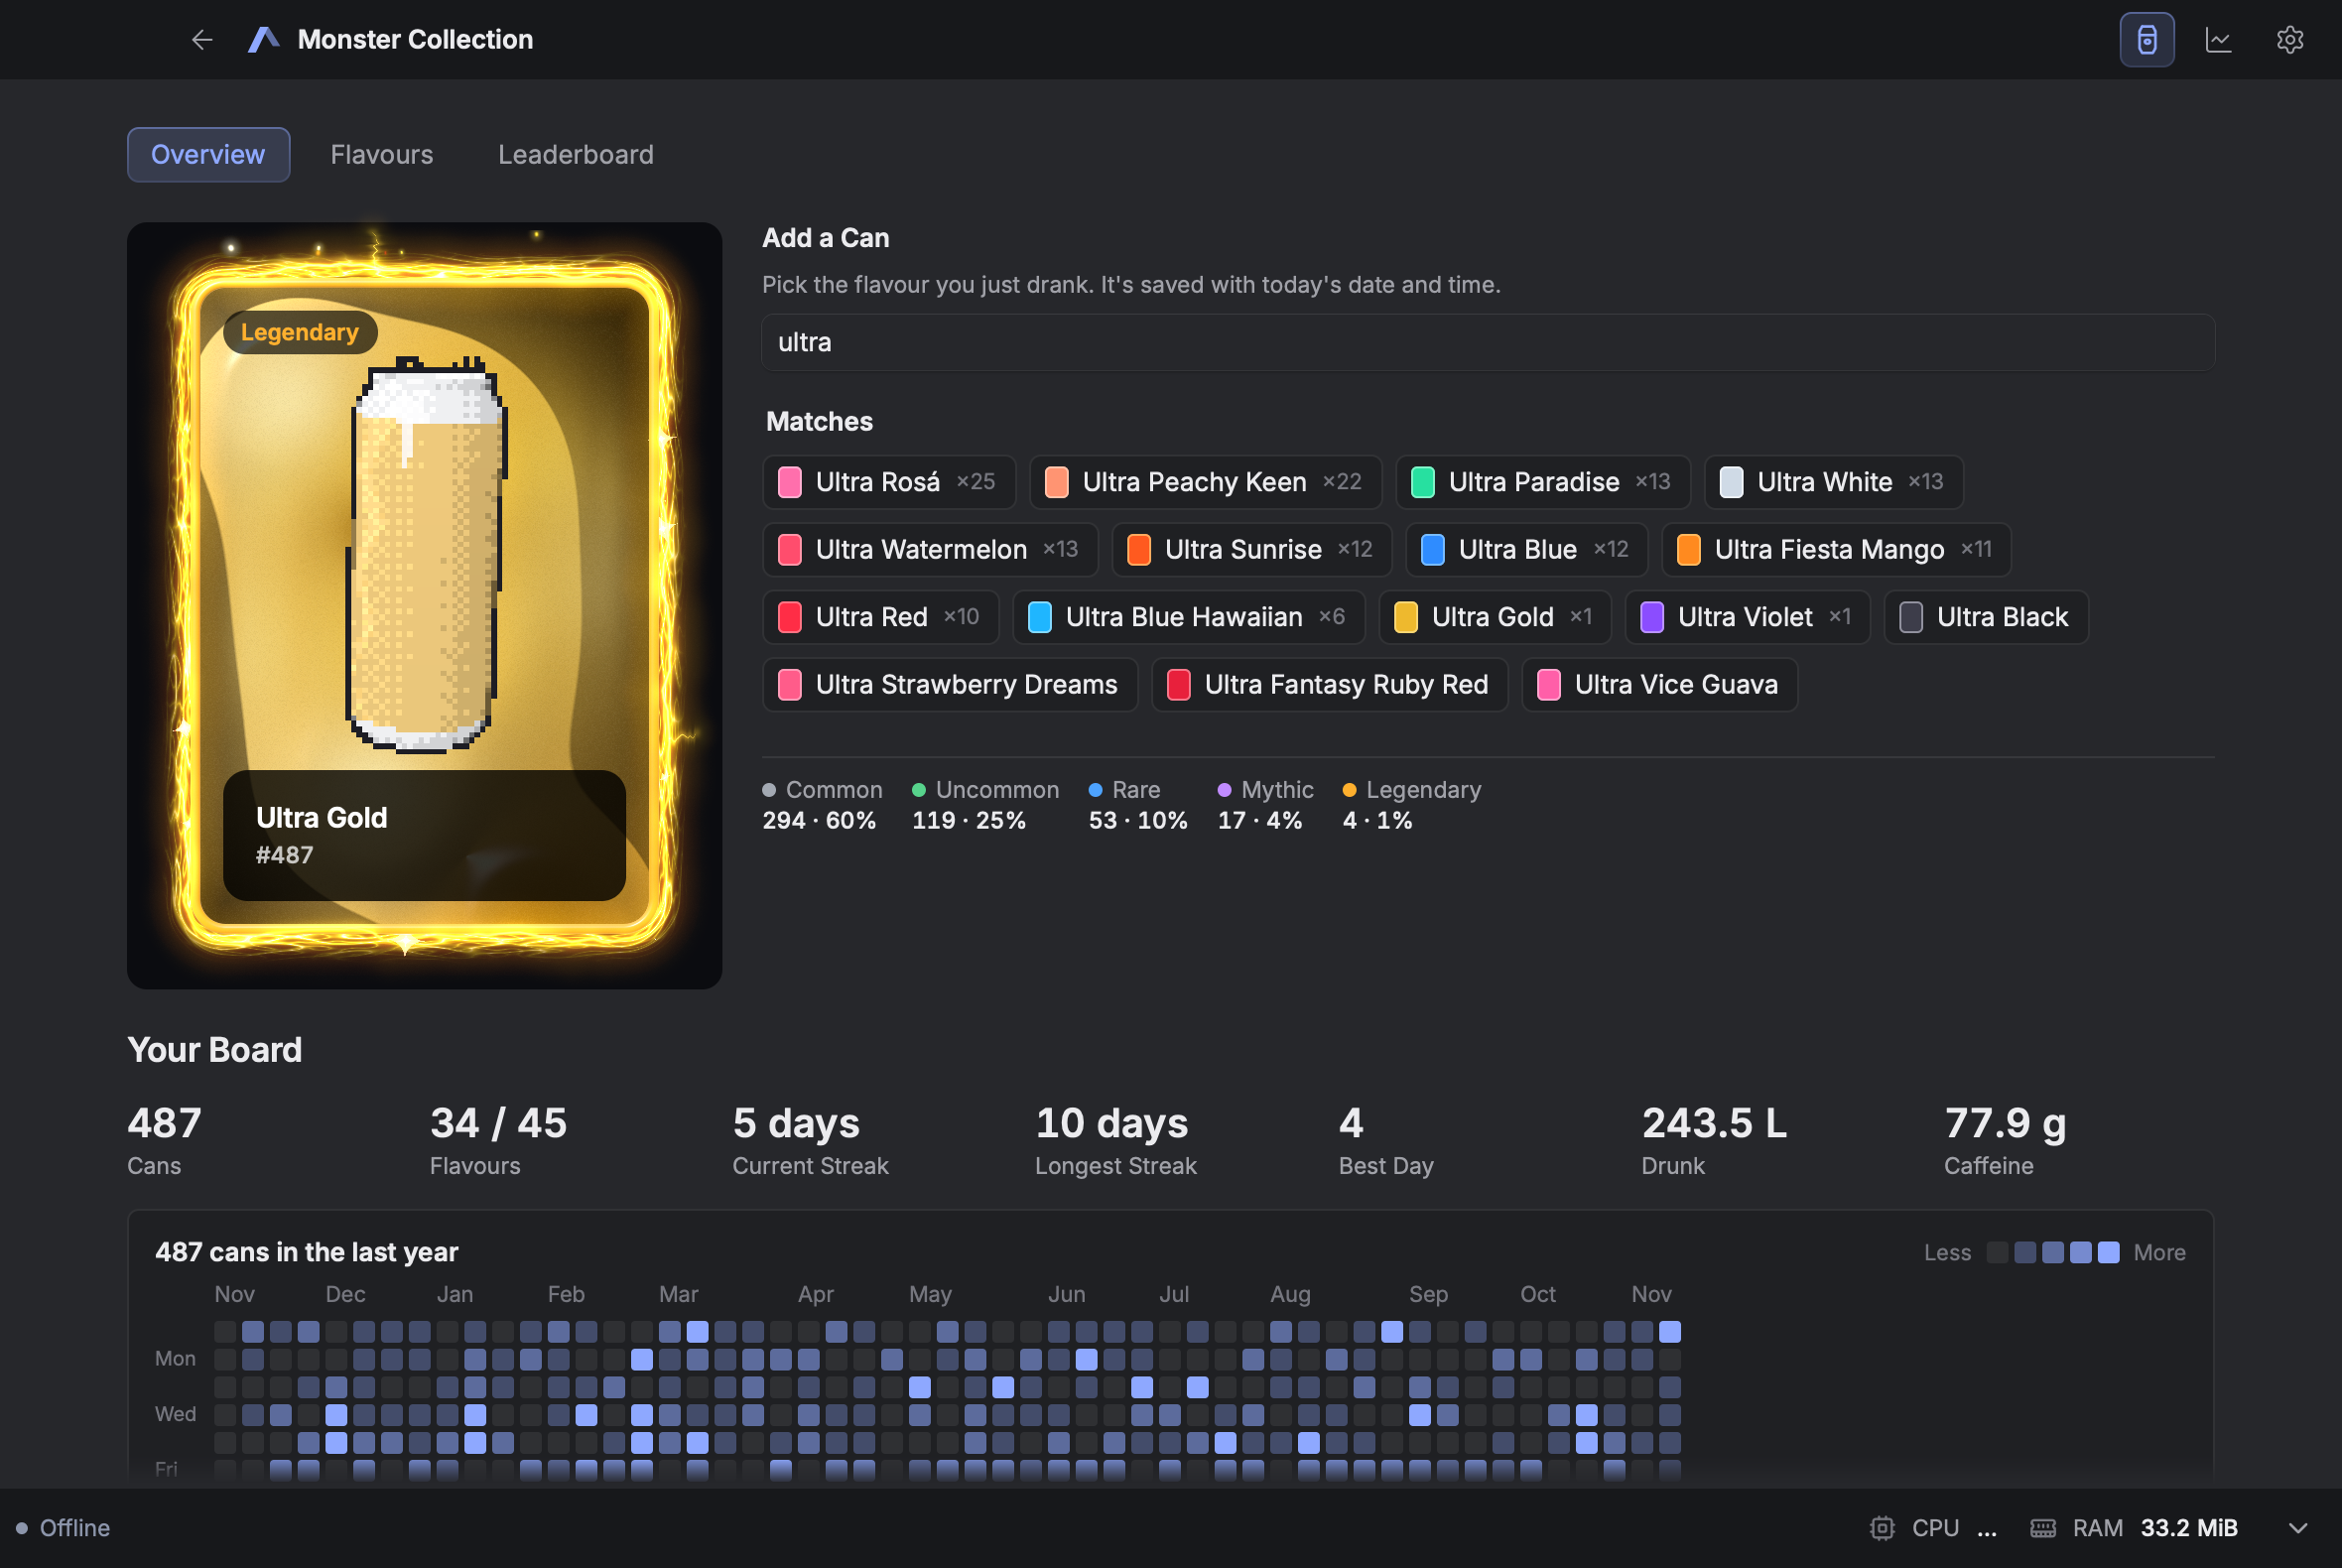 Monster Collection
Overview Flavours Leaderboard
Legendary
Ultra Gold
#487
Add a Can
Pick the flavour you just drank. It's saved with today's date and time.
ultra
Matches
Ultra Rosá ×25 Ultra Peachy Keen ×22 Ultra Paradise ×13 Ultra White ×13
Ultra Watermelon ×13 Ultra Sunrise ×12 Ultra Blue ×12 Ultra Fiesta Mango ×11
Ultra Red ×10 Ultra Blue Hawaiian ×6 Ultra Gold ×1 Ultra Violet ×1 Ultra Black
Ultra Strawberry Dreams Ultra Fantasy Ruby Red Ultra Vice Guava
Common Uncommon Rare Mythic Legendary
294 · 60% 119 · 25% 53 · 10% 17 · 4% 4 · 1%
Your Board
487 34 / 45 5 days 10 days 4 243.5 L 77.9 g
Cans Flavours Current Streak Longest Streak Best Day Drunk Caffeine
487 cans in the last year Less More
Nov Dec Jan Feb Mar Apr May Jun Jul Aug Sep Oct Nov
Mon
Wed
Fri
Offline CPU ... RAM 33.2 MiB